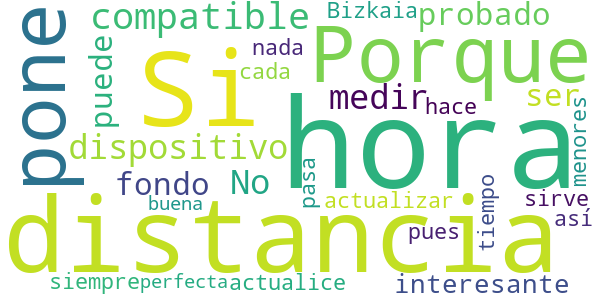 pone
compatible
Bizkaia
probado
puede
Si
nada
cada
Porque
medir
hace
ser
menores
hora
dispositivo
fondo
No
pasa
buena
actualizar
tiempo
sirve
así
distancia
pues
siempre
perfecta
actualice
interesante